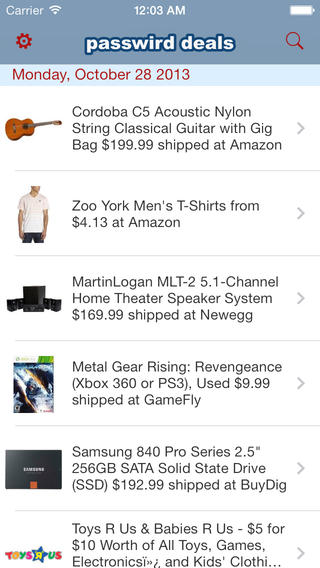 Carrier 12:03 AM
passwird deals
Monday, October 28 2013
Cordoba C5 Acoustic Nylon
String Classical Guitar with Gig
Bag $199.99 shipped at Amazon
Zoo York Men's T-Shirts from
$4.13 at Amazon
MartinLogan MLT-2 5.1-Channel
Home Theater Speaker System
$169.99 shipped at Newegg
Metal Gear Rising: Revengeance
(Xbox 360 or PS3), Used $9.99
shipped at GameFly
SAMSUNG
Samsung 840 Pro Series 2.5"
256GB SATA Solid State Drive
(SSD) $192.99 shipped at BuyDig
TOYS R US
Toys R Us & Babies R Us - $5 for
$10 Worth of All Toys, Games,
Electronicsï»¿ and Kids' Clothi...